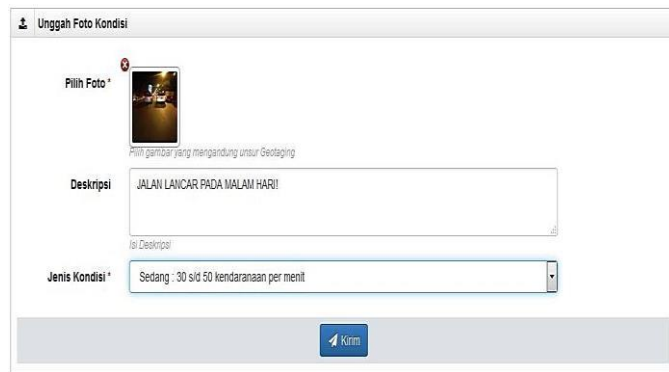 Unggah Foto Kondisi
Pilih Foto *
Pilih gambar yang mengandung unsur Geotaging
Deskripsi
JALAN LANCAR PADA MALAM HARI!
Isi Deskripsi
Jenis Kondisi *
Sedang : 30 s/d 50 kendaranaan per menit
Kirim